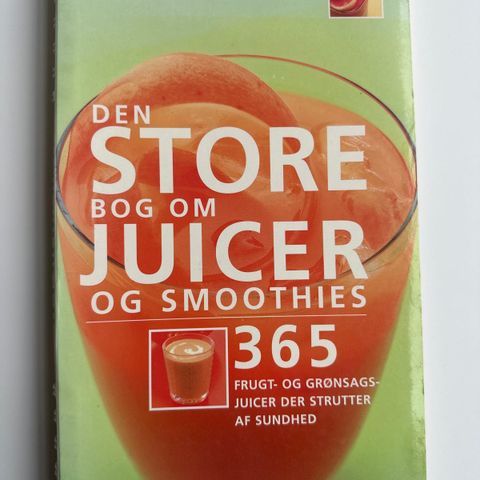 DEN
STORE
BOG OM
JUICER
OG SMOOTHIES
365
FRUGT- OG GRØNSAGS-
JUICER DER STRUTTER
AF SUNDHED